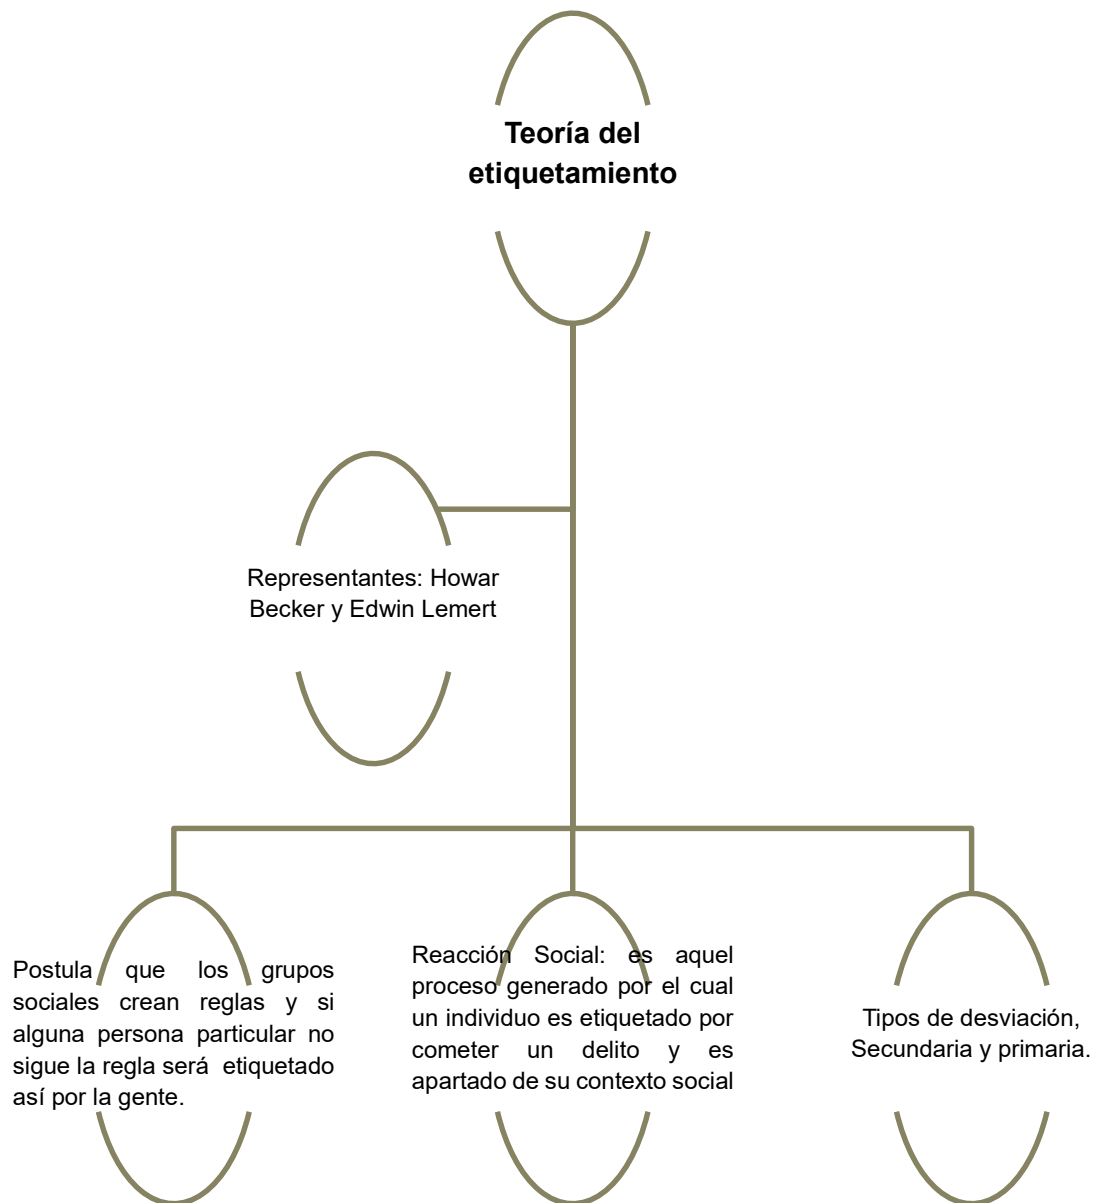 Teoría del
etiquetamiento
Representantes: Howar
Becker y Edwin Lemert
Postula que los grupos
sociales crean reglas y si
alguna persona particular no
sigue la regla será etiquetado
así por la gente.
Reacción Social: es aquel
proceso generado por el cual
un individuo es etiquetado por
cometer un delito y es
apartado de su contexto social
Tipos de desviación,
Secundaria y primaria.